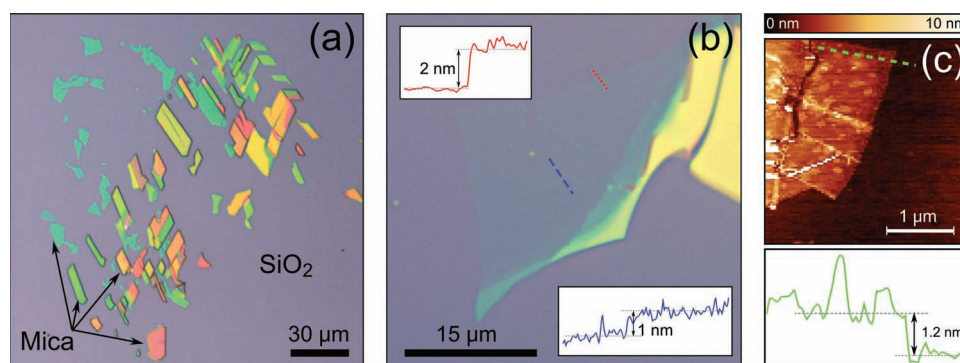 (a)
SiO₂
Mica
30 µm
(b)
2 nm
1 nm
15 µm
0 nm
10 nm
(c)
1 µm
1.2 nm